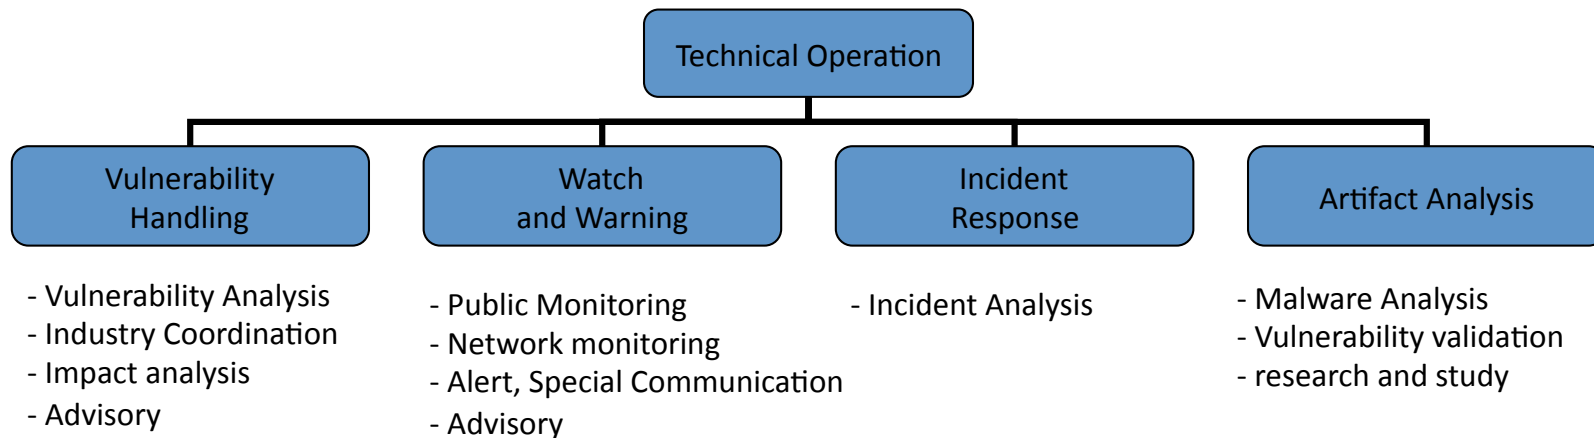 Technical Operation
Vulnerability
Handling
Watch
and Warning
Incident
Response
Artifact Analysis
- Vulnerability Analysis
- Industry Coordination
- Impact analysis
- Advisory
- Public Monitoring
- Network monitoring
- Alert, Special Communication
- Advisory
- Incident Analysis
- Malware Analysis
- Vulnerability validation
- research and study